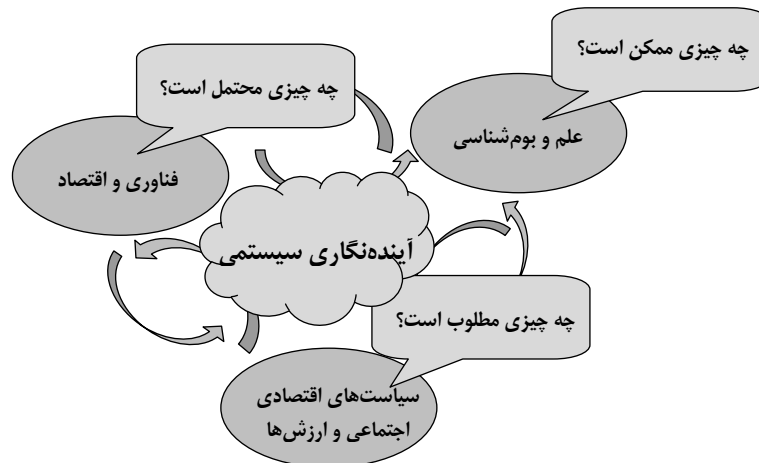 چه چیزی ممکن است؟
علم و بوم‌شناسی
چه چیزی محتمل است؟
فناوری و اقتصاد
آینده‌نگاری سیستمی
چه چیزی مطلوب است؟
سیاست‌های اقتصادی
اجتماعی و ارزش‌ها